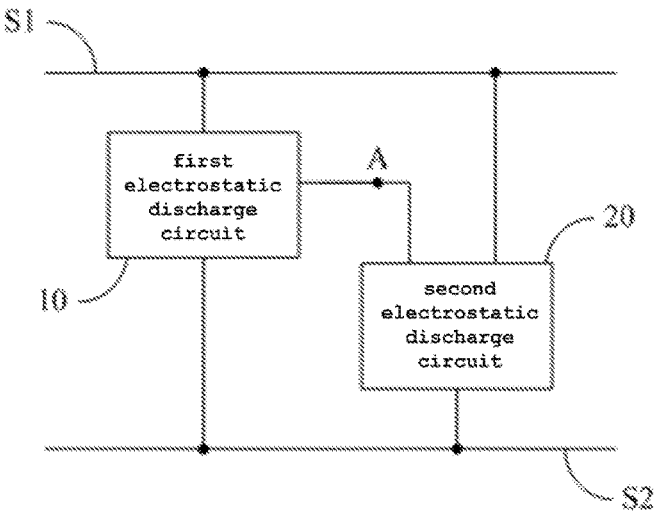 S1
first
electrostatic
discharge
circuit
A
10
20
second
electrostatic
discharge
circuit
S2